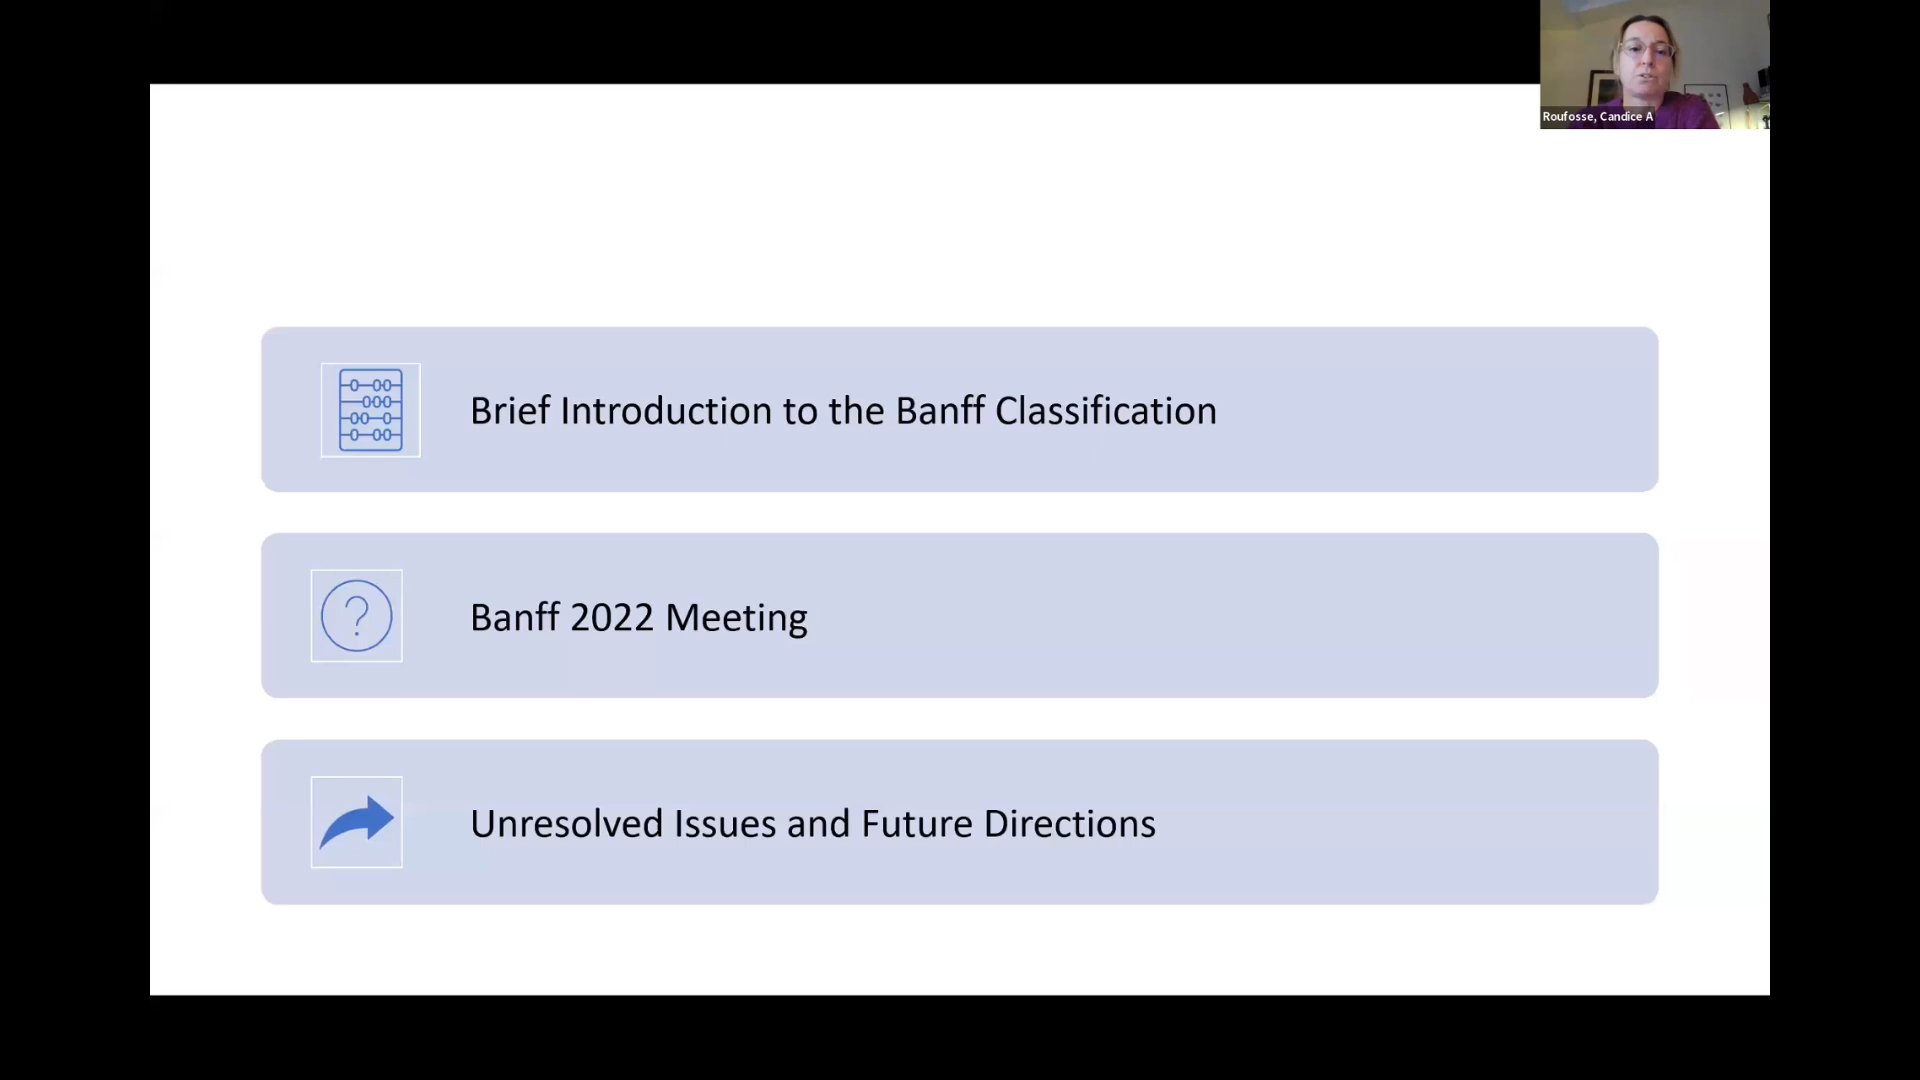 Roufosse, Candice A
Brief Introduction to the Banff Classification
Banff 2022 Meeting
Unresolved Issues and Future Directions